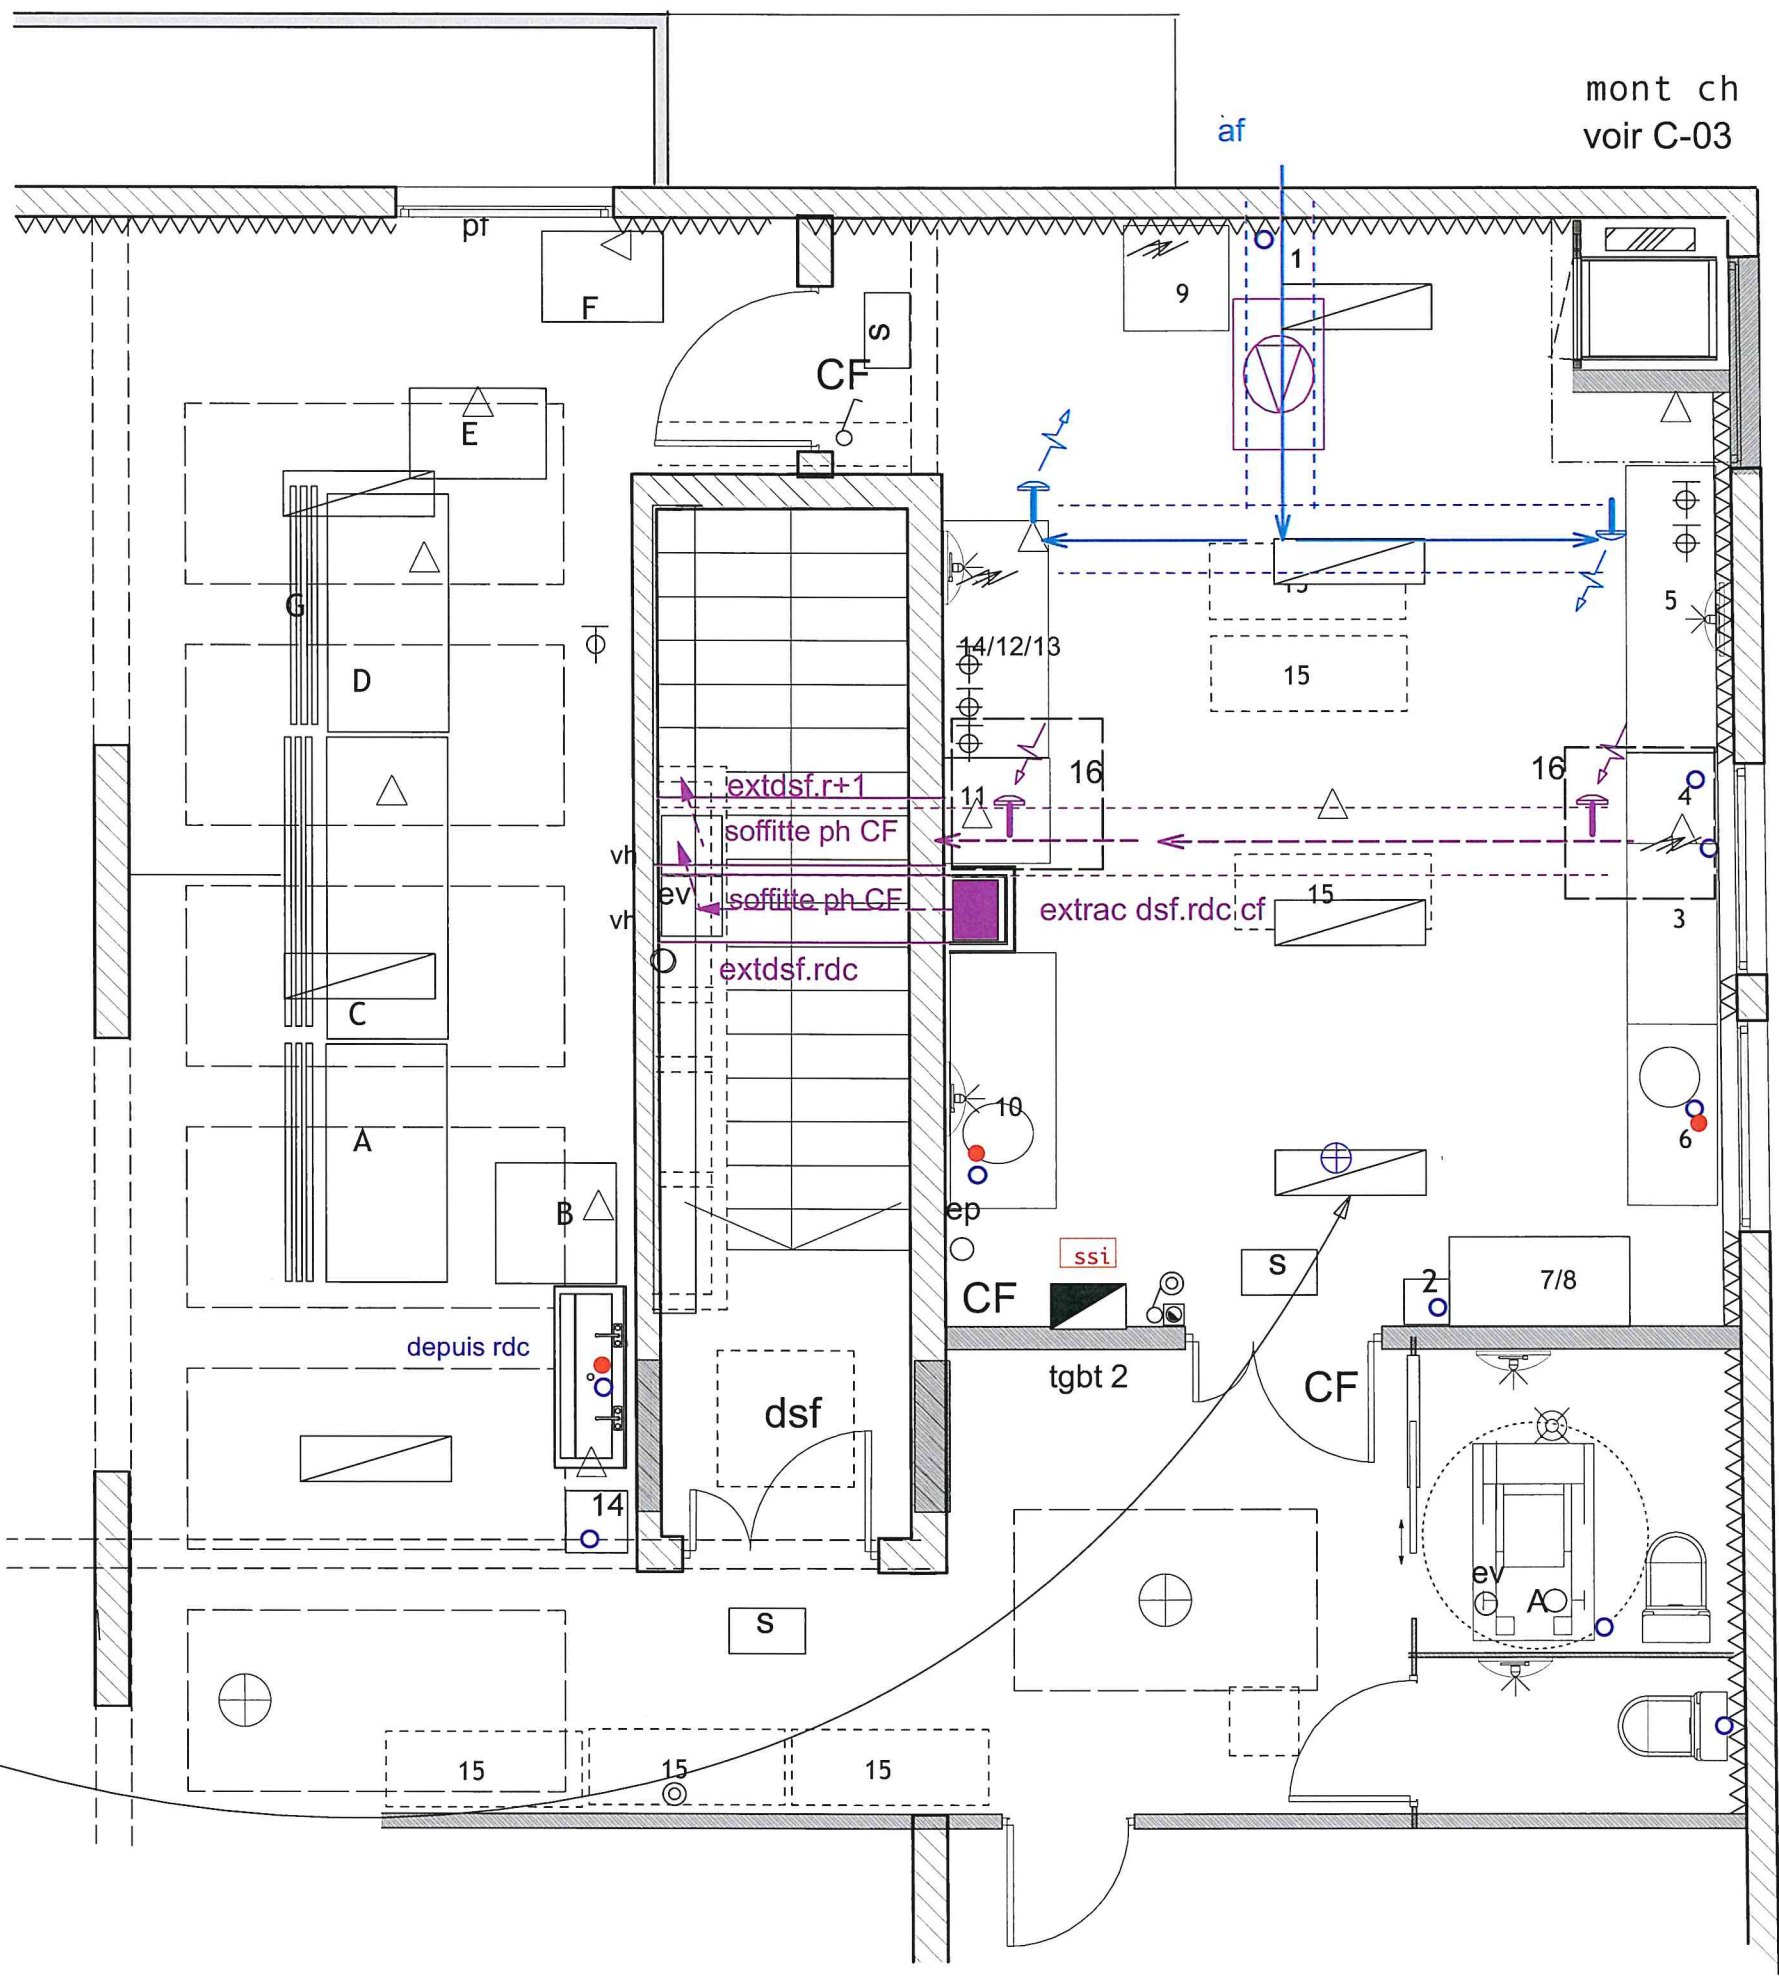 mont ch
voir C-03
af
pf
F
9
1
S
CF
E
G
5
14/12/13
D
15
15
16
16
extdsf.r+1
11
4
soffitte ph CF
vh
ev
soffitte ph CF
15
extrac dsf.rdc cf
vh
3
extdsf.rdc
C
10
6
A
B
ep
ssi
S
2
7/8
CF
depuis rdc
tgbt 2
CF
dsf
14
ev
A
S
15
15
15